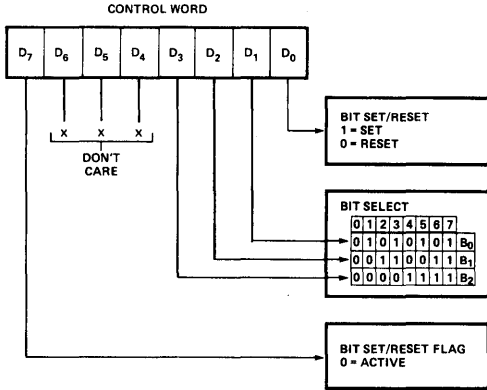 CONTROL WORD
D7 D6 D5 D4 D3 D2 D1 D0
X X X
DON'T
CARE
BIT SET/RESET
1 = SET
0 = RESET
BIT SELECT
0 1 2 3 4 5 6 7
0 1 0 1 0 1 0 1 B0
0 0 1 1 0 0 1 1 B1
0 0 0 0 1 1 1 1 B2
BIT SET/RESET FLAG
0 = ACTIVE